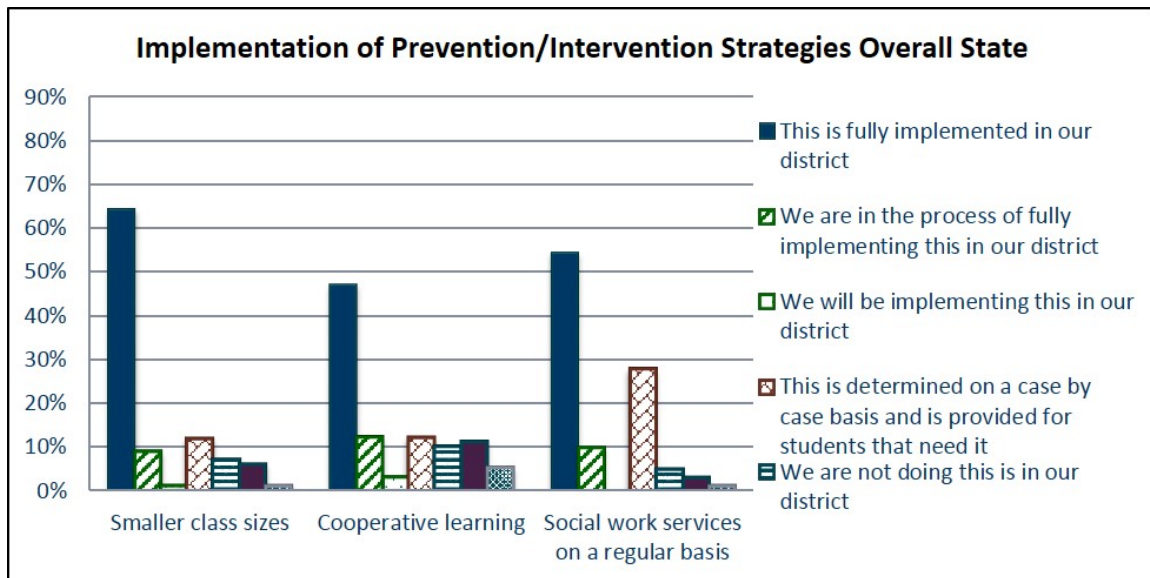 Implementation of Prevention/Intervention Strategies Overall State
90%
80%
70%
60%
50%
40%
30%
20%
10%
0%
Smaller class sizes
Cooperative learning
Social work services
on a regular basis
This is fully implemented in our
district
We are in the process of fully
implementing this in our district
We will be implementing this in our
district
This is determined on a case by
case basis and is provided for
students that need it
We are not doing this is in our
district